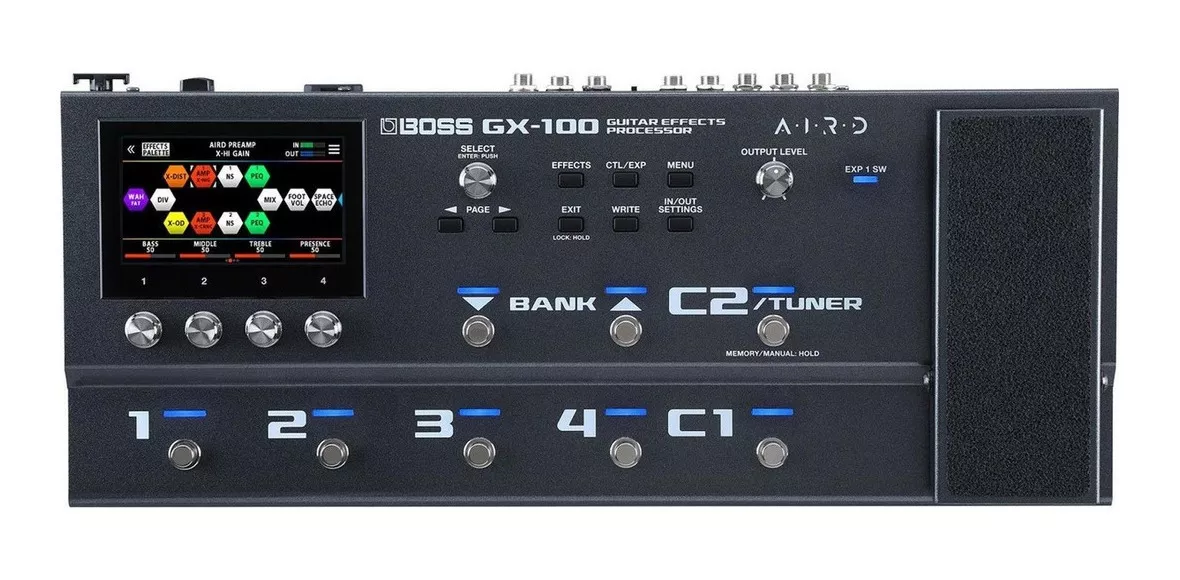 BOSS GX-100 GUITAR EFFECTS PROCESSOR
A·I·R·D
« EFFECTS PALETTE AIRD PREAMP X-HI GAIN IN OUT
X-DIST AMP NS PEQ
WAH FAT DIV MIX FOOT VOL SPACE ECHO
X-OD AMP NS PEQ
BASS 50 MIDDLE 50 TREBLE 50 PRESENCE 50
1 2 3 4
SELECT
ENTER: PUSH
EFFECTS CTL/EXP MENU
OUTPUT LEVEL
EXP 1 SW
PAGE
EXIT WRITE IN/OUT SETTINGS
LOCK: HOLD
BANK C2/TUNER
MEMORY/MANUAL: HOLD
1 2 3 4 C1